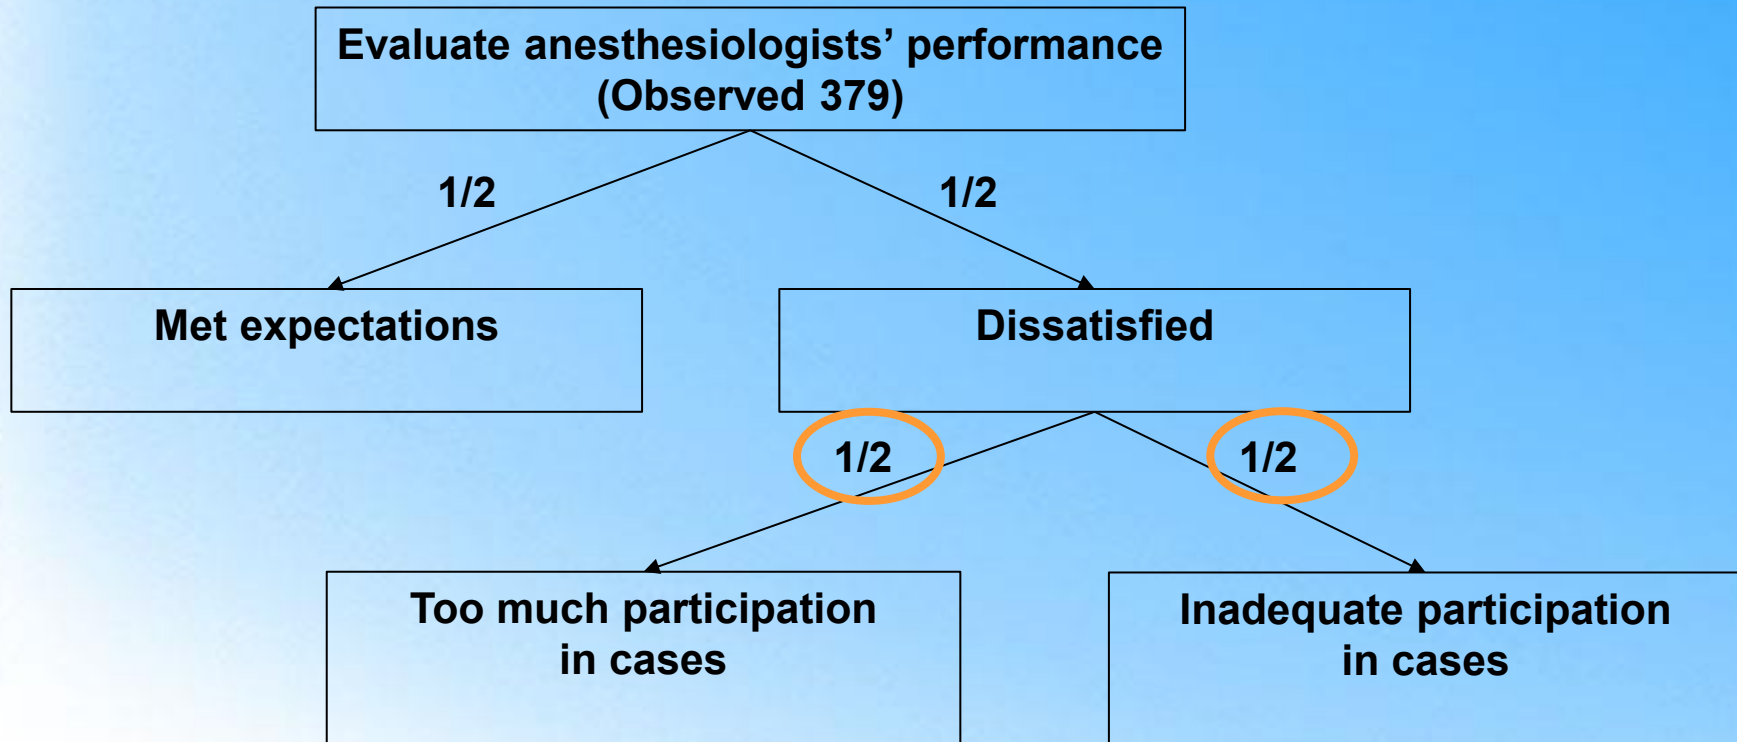 Evaluate anesthesiologists’ performance
(Observed 379)
1/2
1/2
Met expectations
Dissatisfied
1/2
1/2
Too much participation
in cases
Inadequate participation
in cases